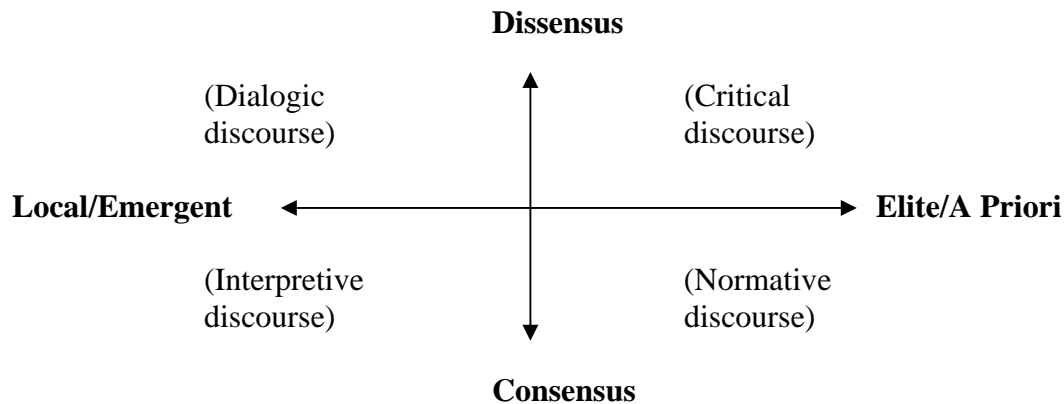 Dissensus
(Dialogic
discourse)
(Critical
discourse)
Local/Emergent
Elite/A Priori
(Interpretive
discourse)
(Normative
discourse)
Consensus